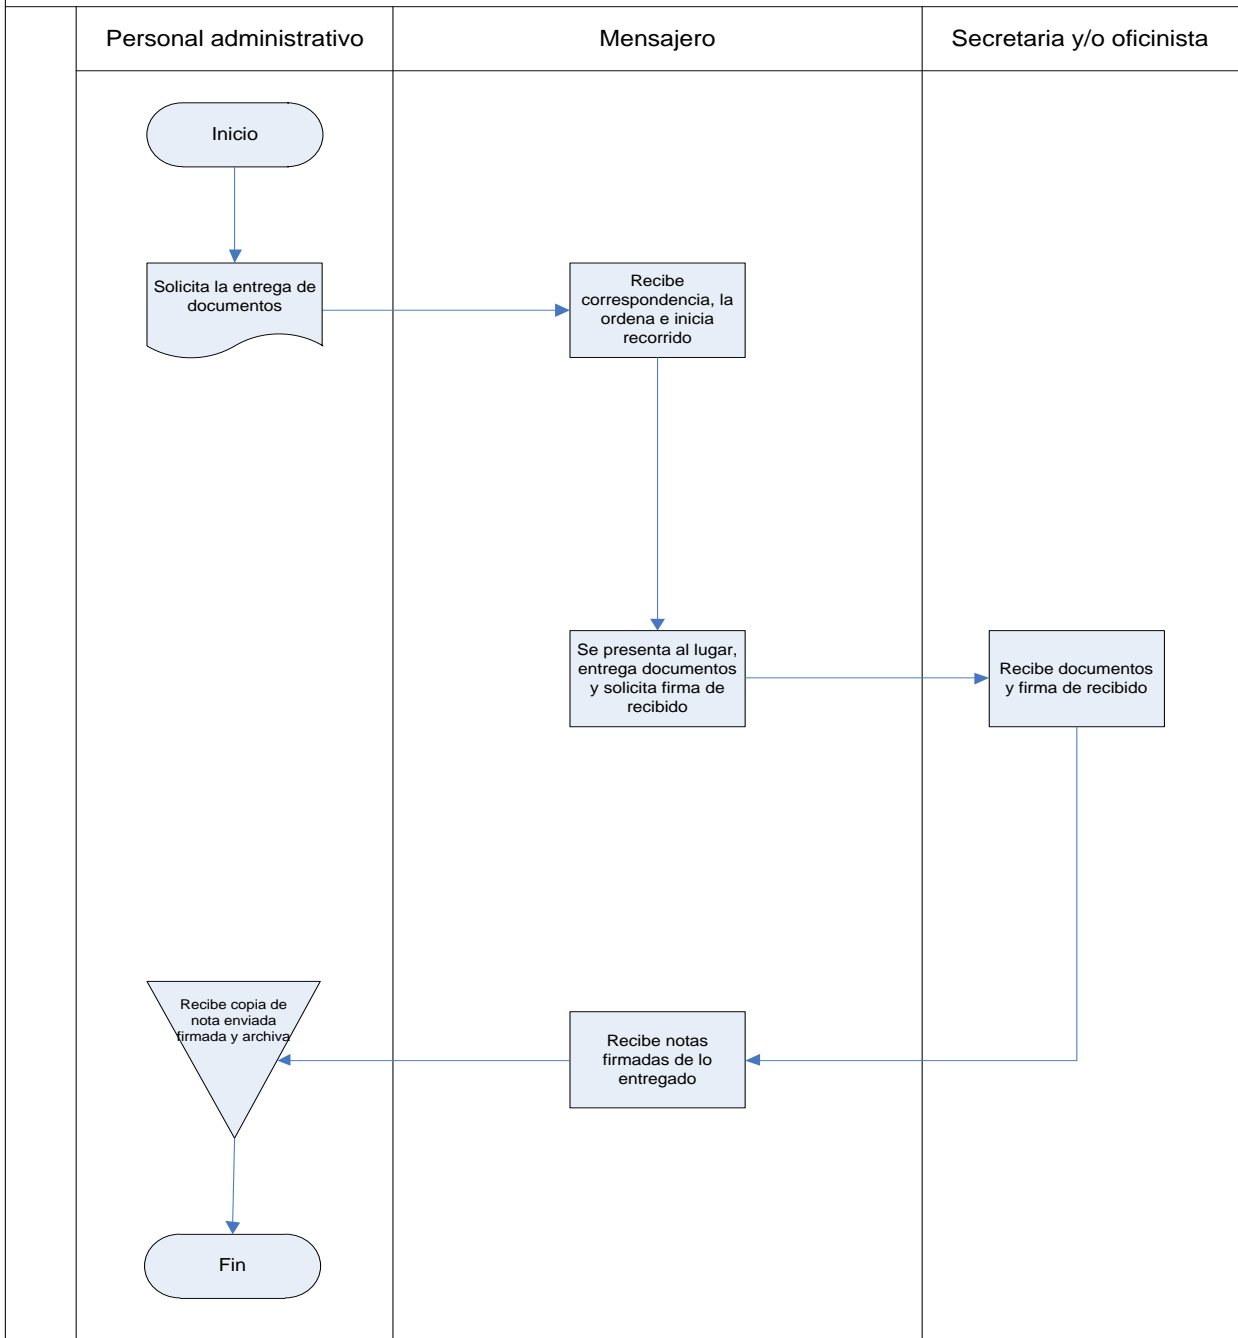 Personal administrativo
Mensajero
Secretaria y/o oficinista
Inicio
Solicita la entrega de
documentos
Recibe
correspondencia, la
ordena e inicia
recorrido
Se presenta al lugar,
entrega documentos
y solicita firma de
recibido
Recibe documentos
y firma de recibido
Recibe copia de
nota enviada
firmada y archiva
Recibe notas
firmadas de lo
entregado
Fin